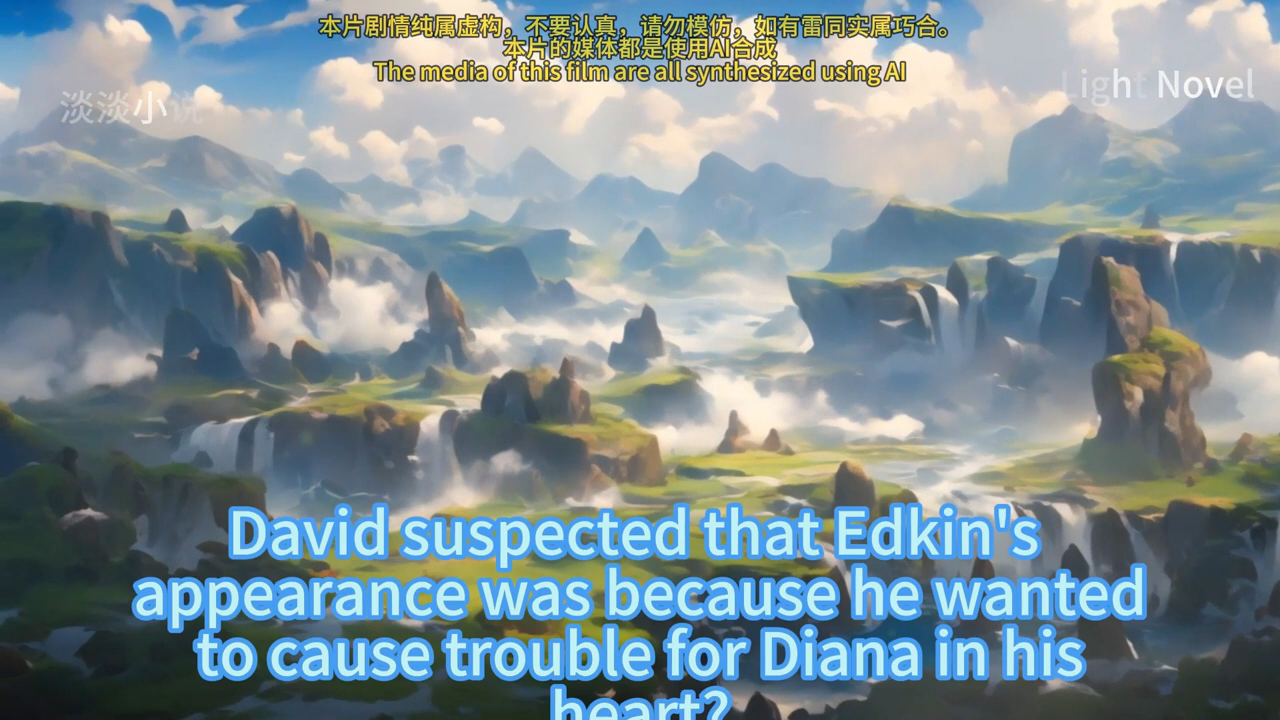 本片剧情纯属虚构，不要认真，请勿模仿，如有雷同实属巧合。
本片的媒体都是使用AI合成
The media of this film are all synthesized using AI
Light Novel
淡淡小说
David suspected that Edkin's
appearance was because he wanted
to cause trouble for Diana in his
heart?